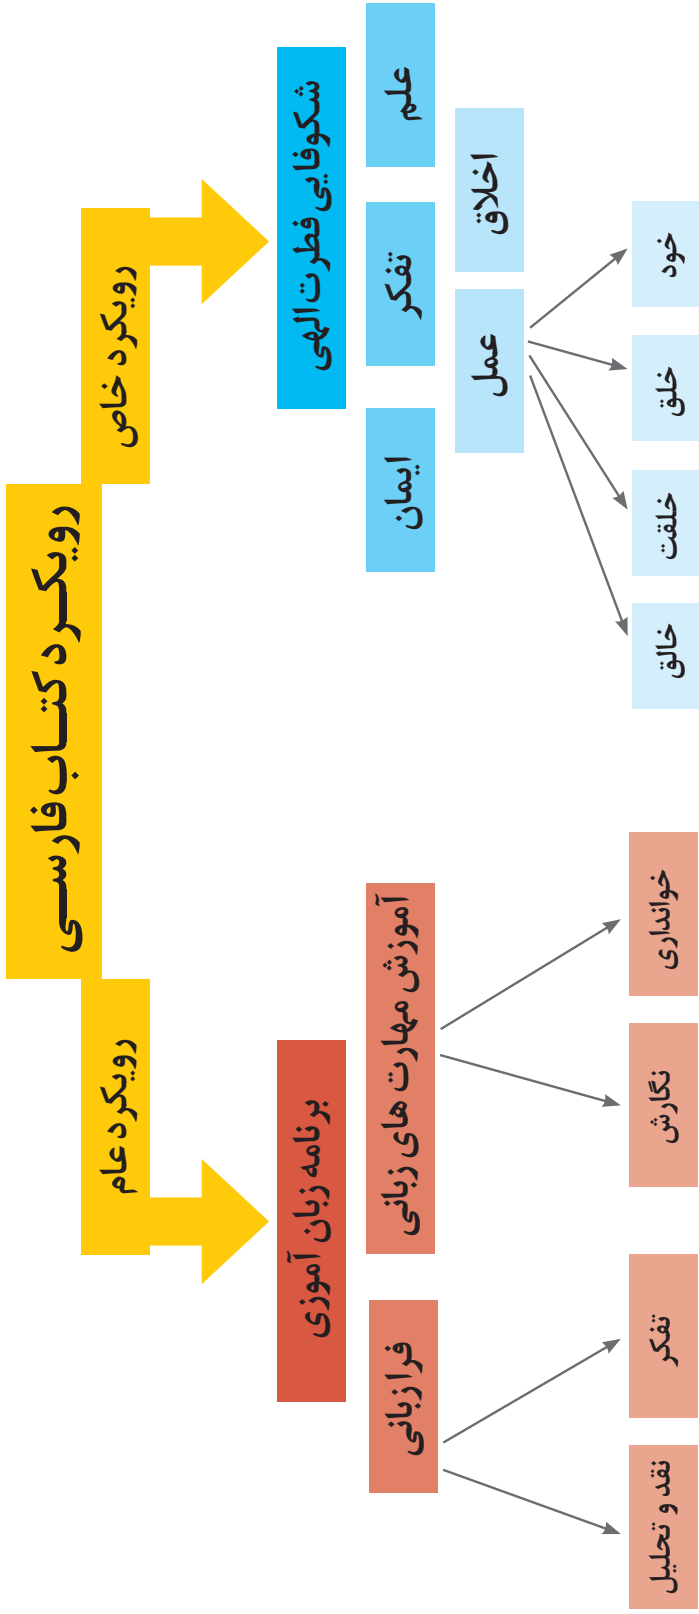 رویکرد کتاب فارسی
رویکرد خاص
رویکرد عام
شکوفایی فطرت الهی
برنامه زبان آموزی
علم
تفکر
ایمان
آموزش مهارت های زبانی
فرا زبانی
اخلاق
عمل
خود
خلق
خلقت
خالق
خوانداری
نگارش
تفکر
نقد و تحلیل